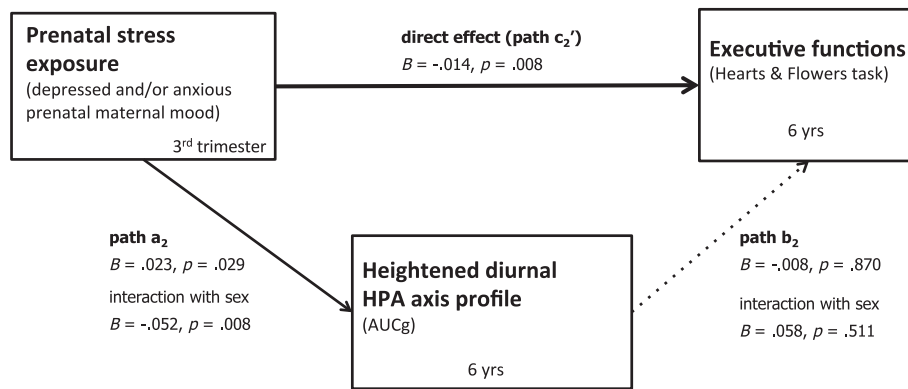 Prenatal stress
exposure
(depressed and/or anxious
prenatal maternal mood)
3rd trimester
direct effect (path c2’)
B = -.014, p = .008
Executive functions
(Hearts & Flowers task)
6 yrs
path a2
B = .023, p = .029
interaction with sex
B = -.052, p = .008
Heightened diurnal
HPA axis profile
(AUCg)
6 yrs
path b2
B = -.008, p = .870
interaction with sex
B = .058, p = .511